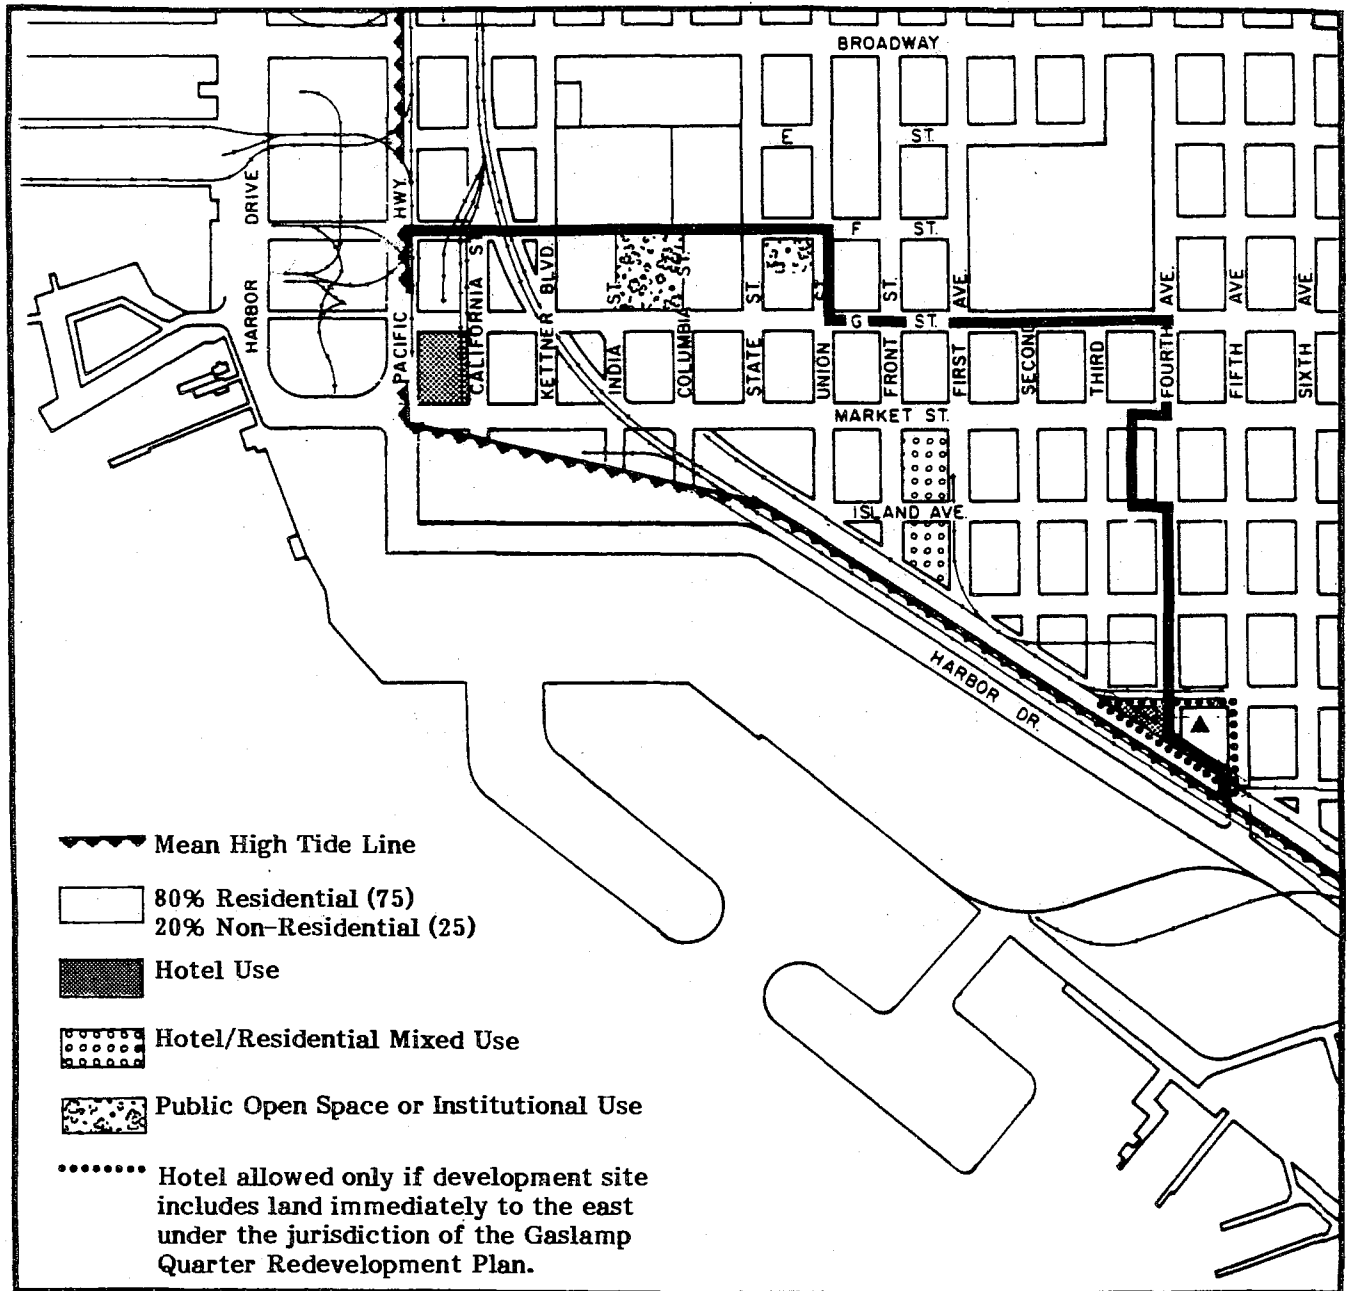 BROADWAY
E ST.
DRIVE
HWY.
F ST.
HARBOR
PACIFIC
CALIFORNIA S
KETTNER BLVD.
INDIA ST.
COLUMBIA ST.
STATE ST.
UNION ST.
FRONT ST.
FIRST AVE.
SECOND
THIRD
FOURTH AVE.
FIFTH AVE
SIXTH AVE.
G ST.
MARKET ST.
ISLAND AVE.
HARBOR DR.
Mean High Tide Line
80% Residential (75)
20% Non-Residential (25)
Hotel Use
Hotel/Residential Mixed Use
Public Open Space or Institutional Use
Hotel allowed only if development site
includes land immediately to the east
under the jurisdiction of the Gaslamp
Quarter Redevelopment Plan.